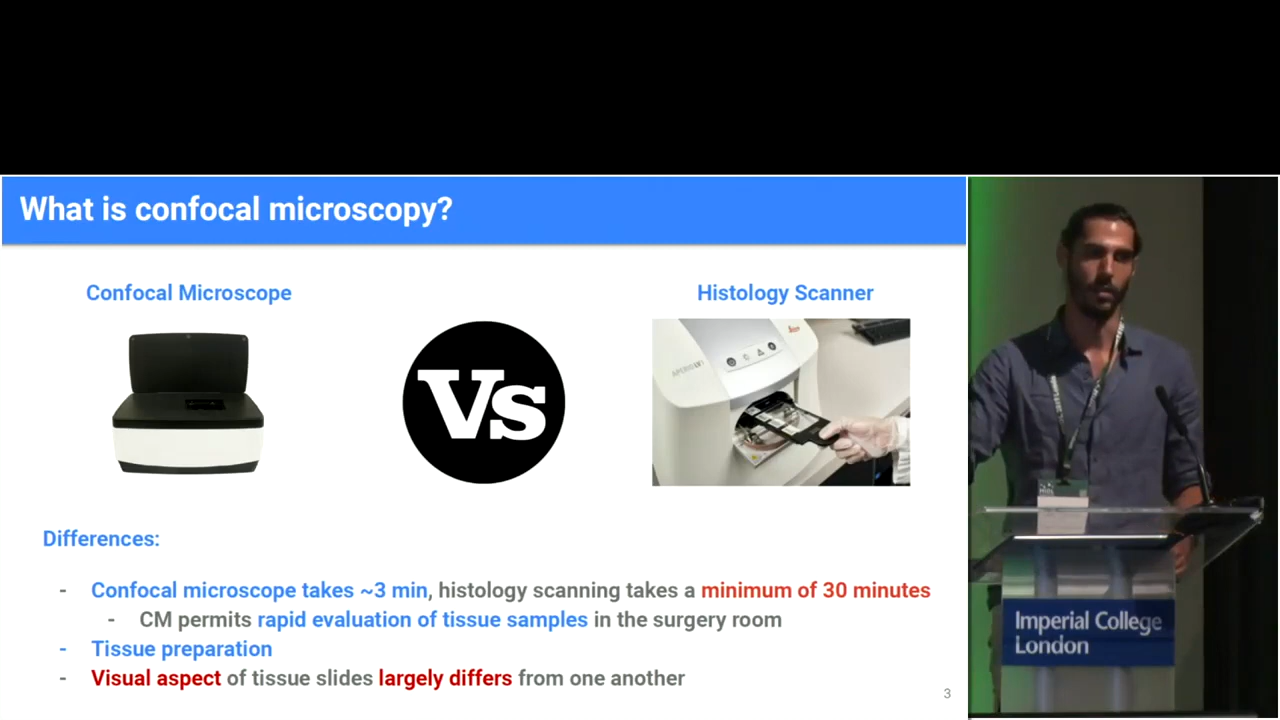 What is confocal microscopy?
Confocal Microscope
Histology Scanner
Vs
Differences:
- Confocal microscope takes ~3 min, histology scanning takes a minimum of 30 minutes
- CM permits rapid evaluation of tissue samples in the surgery room
- Tissue preparation
- Visual aspect of tissue slides largely differs from one another
3
Imperial College
London